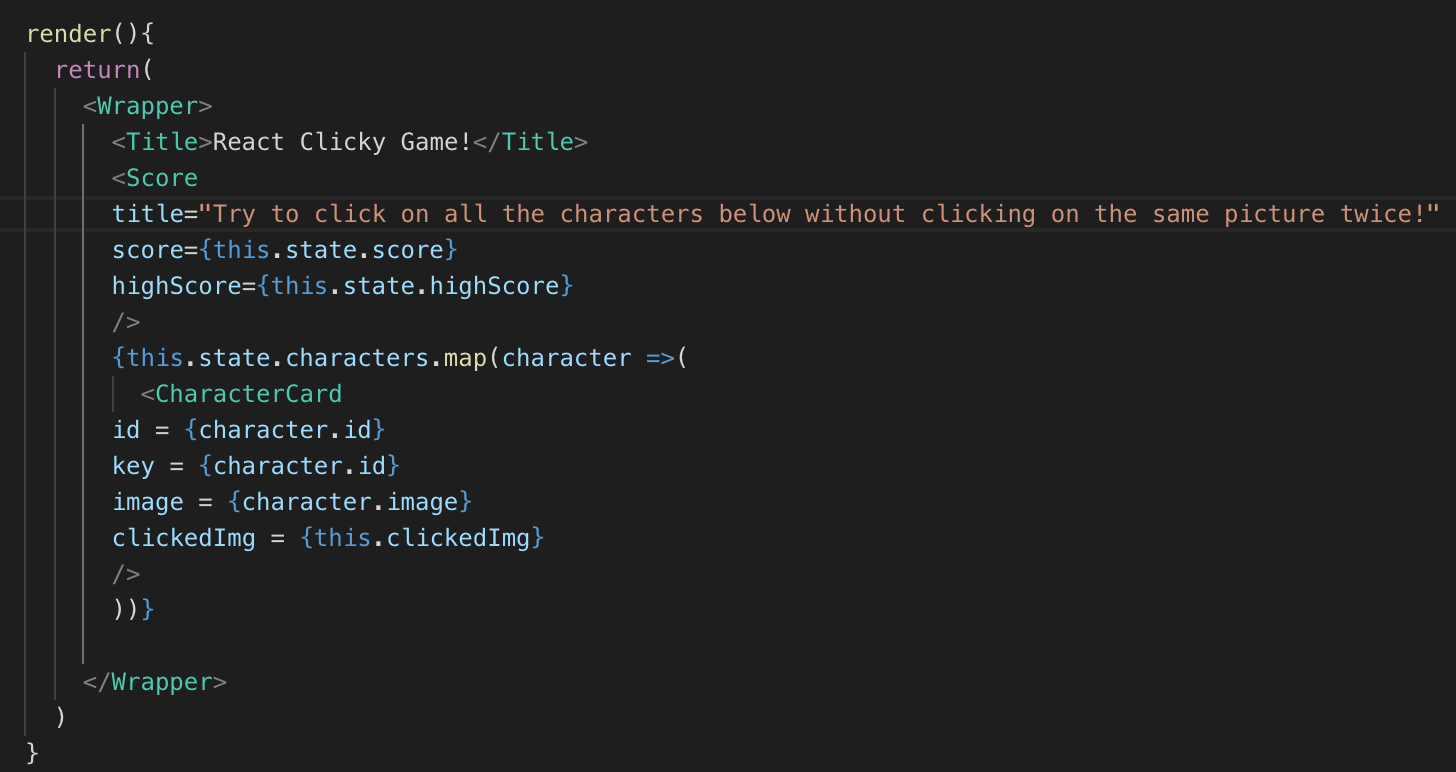 render(){
return(
<Wrapper>
<Title>React Clicky Game!</Title>
<Score
title="Try to click on all the characters below without clicking on the same picture twice!"
score={this.state.score}
highScore={this.state.highScore}
/>
{this.state.characters.map(character =>(
<CharacterCard
id = {character.id}
key = {character.id}
image = {character.image}
clickedImg = {this.clickedImg}
/>
))}
</Wrapper>
)
}